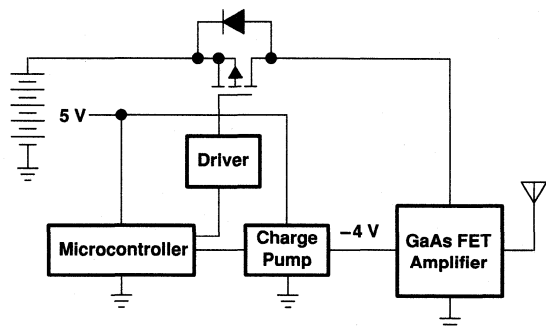 5 V
Driver
Microcontroller
Charge
Pump
−4 V
GaAs FET
Amplifier